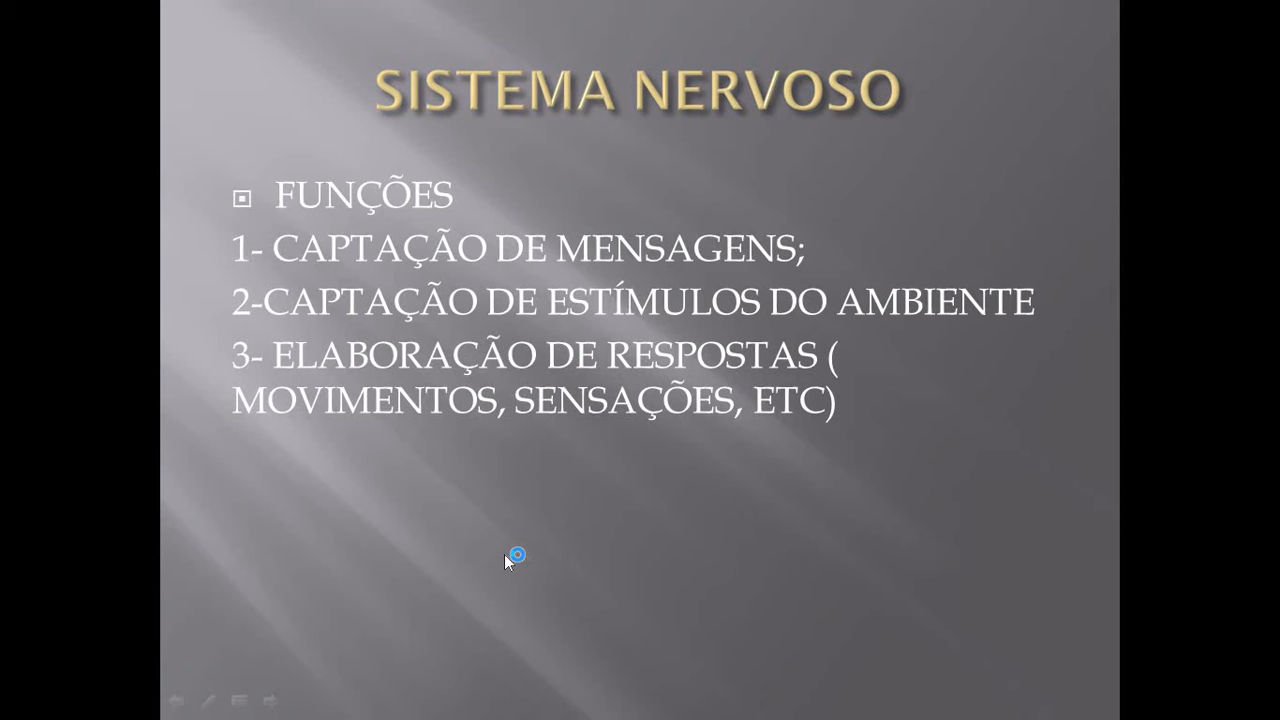 SISTEMA NERVOSO
FUNÇÕES
1- CAPTAÇÃO DE MENSAGENS;
2-CAPTAÇÃO DE ESTÍMULOS DO AMBIENTE
3- ELABORAÇÃO DE RESPOSTAS (
MOVIMENTOS, SENSAÇÕES, ETC)